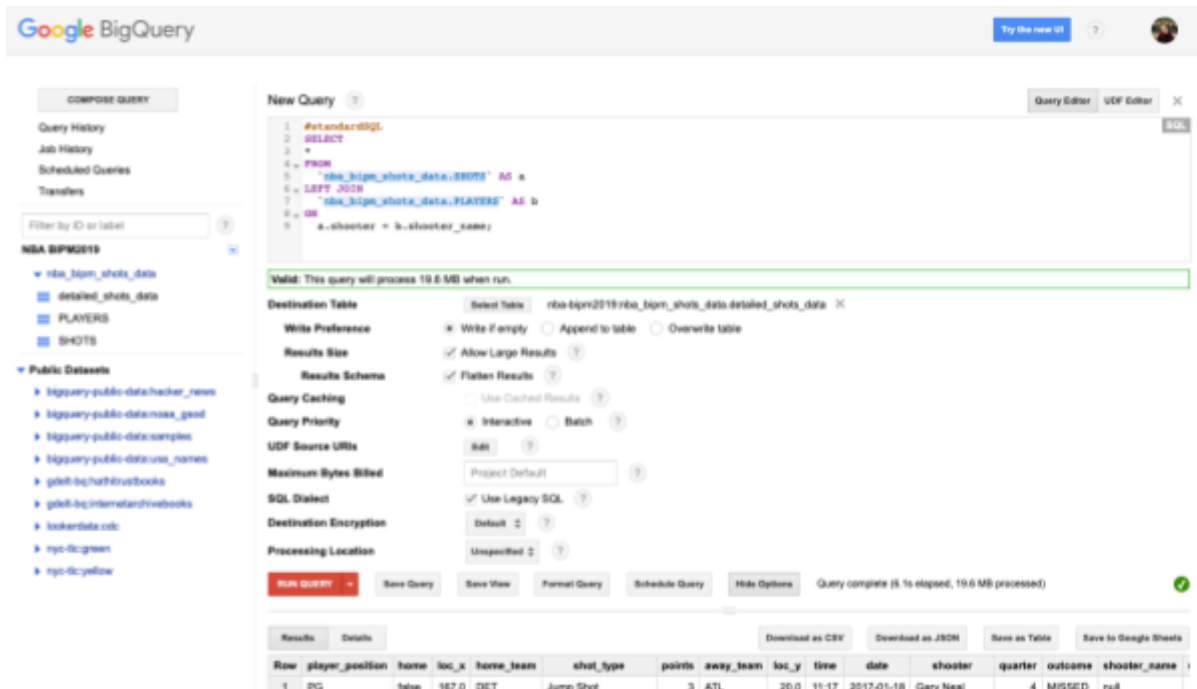 Google BigQuery
Try the new UI
?
COMPOSE QUERY
Query History
Job History
Scheduled Queries
Transfers
Filter by ID or label
?
NBA BIPM2019
nba_bipm_shots_data
detailed_shots_data
PLAYERS
SHOTS
Public Datasets
bigquery-public-data:hacker_news
bigquery-public-data:noaa_gsod
bigquery-public-data:samples
bigquery-public-data:usa_names
gdelt-bq:hathitrustbooks
gdelt-bq:internetarchivebooks
lookerdata:cdc
nyc-tlc:green
nyc-tlc:yellow
New Query ?
Query Editor UDF Editor
SQL
1 #standardSQL
2 SELECT
3 *
4 FROM
5 `nba_bipm_shots_data.SHOTS` AS a
6 LEFT JOIN
7 `nba_bipm_shots_data.PLAYERS` AS b
8 ON
9 a.shooter = b.shooter_name;
Valid: This query will process 19.6 MB when run.
Destination Table Select Table nba-bipm2019:nba_bipm_shots_data.detailed_shots_data
Write Preference Write if empty Append to table Overwrite table
Results Size Allow Large Results ?
Results Schema Flatten Results ?
Query Caching Use Cached Results ?
Query Priority Interactive Batch ?
UDF Source URIs Edit ?
Maximum Bytes Billed Project Default ?
SQL Dialect Use Legacy SQL ?
Destination Encryption Default ?
Processing Location Unspecified ?
RUN QUERY Save Query Save View Format Query Schedule Query Hide Options Query complete (6.1s elapsed, 19.6 MB processed)
Results Details Download as CSV Download as JSON Save as Table Save to Google Sheets
Row player_position home loc_x home_team shot_type points away_team loc_y time date shooter quarter outcome shooter_name
1 PG false 167.0 DET Jump Shot 3 ATL 20.0 11:17 2017-01-18 Gary Neal 4 MISSED null